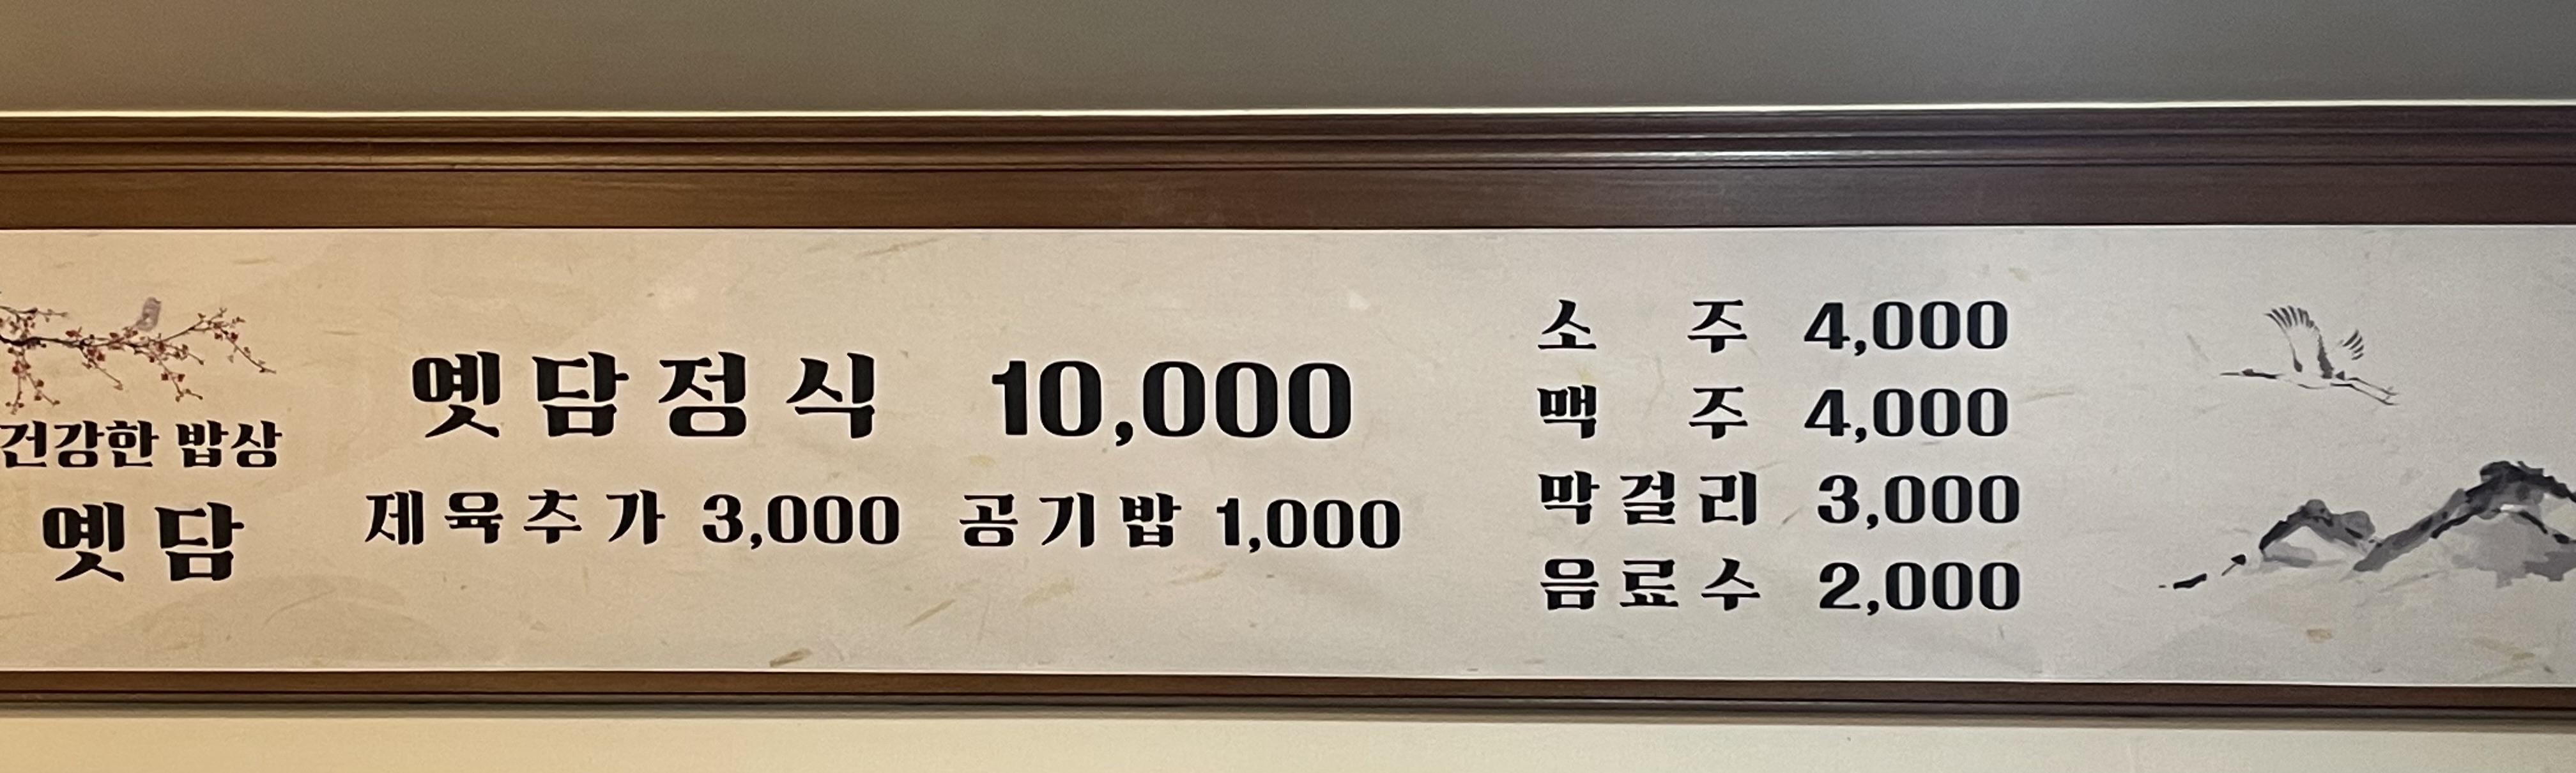 건강한 밥상
옛담
옛담정식 10,000
제육추가 3,000 공기밥 1,000
소주 4,000
맥주 4,000
막걸리 3,000
음료수 2,000